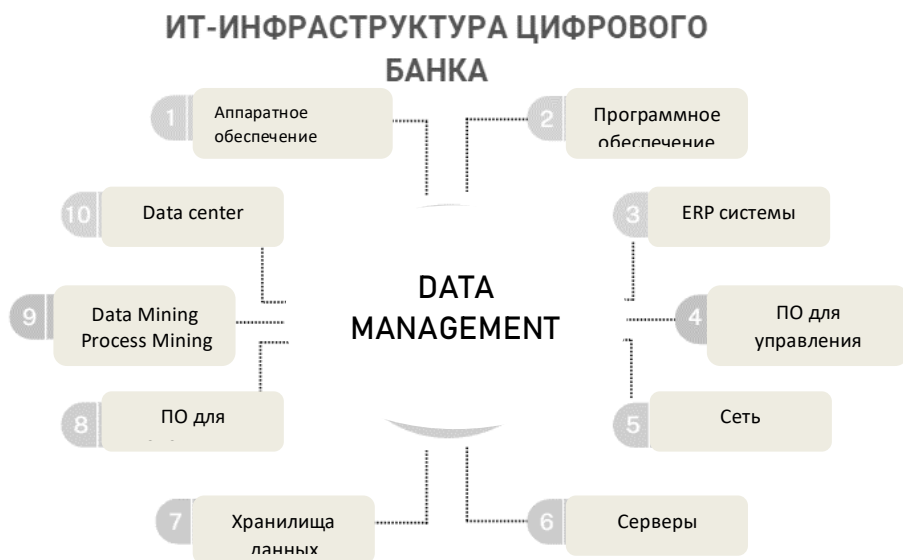 ИТ-ИНФРАСТРУКТУРА ЦИФРОВОГО
БАНКА
1
Аппаратное
обеспечение
2
Программное
обеспечение
10
Data center
3
ERP системы
DATA
MANAGEMENT
9
Data Mining
Process Mining
4
ПО для
управления
8
ПО для
5
Сеть
7
Хранилища
данных
6
Серверы